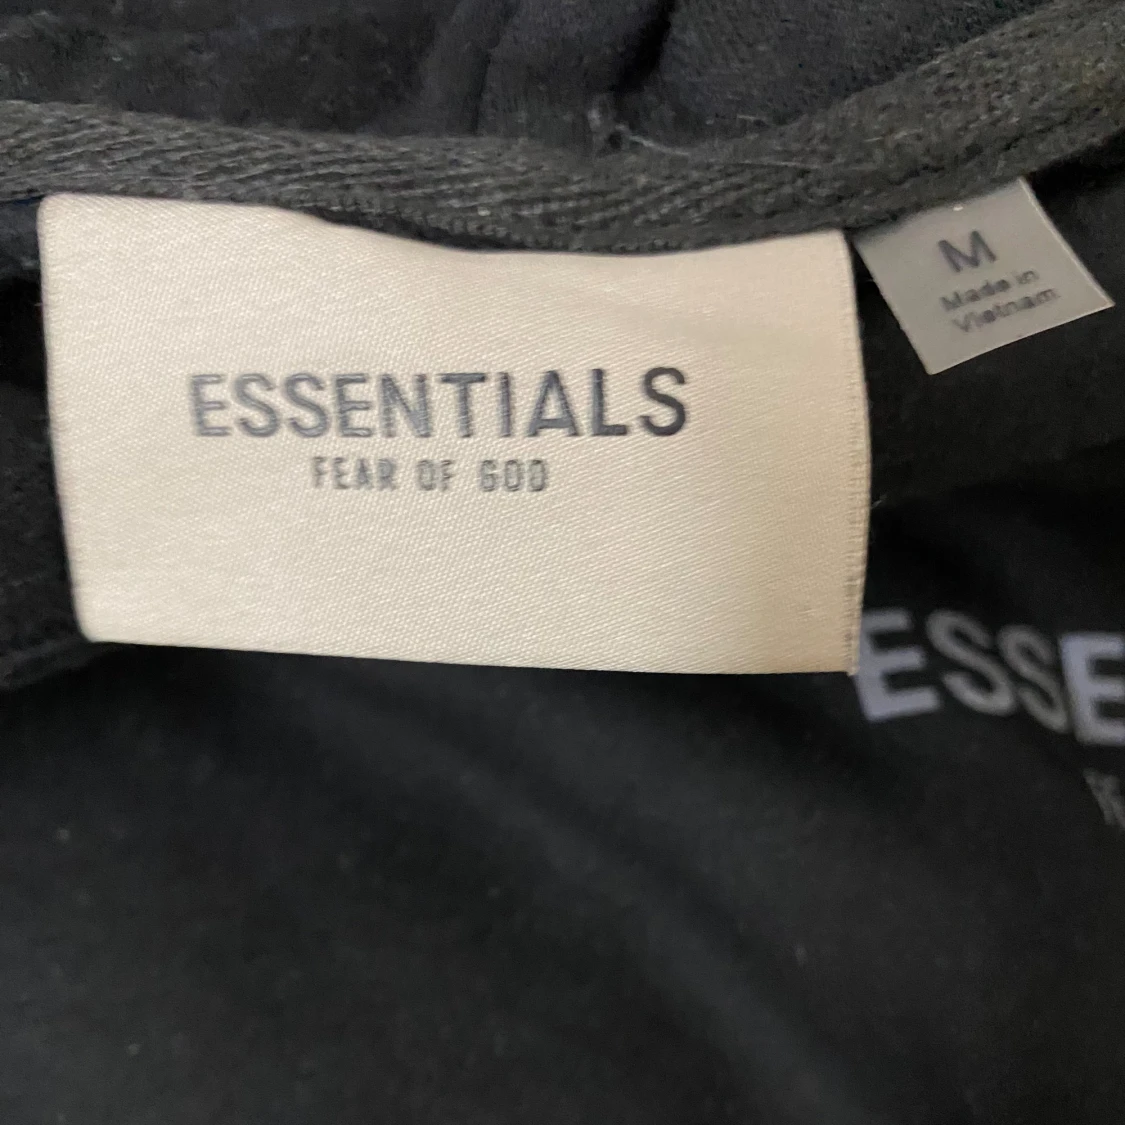 ESSENTIALS
FEAR OF GOD
M
Made in
Vietnam
ESSE